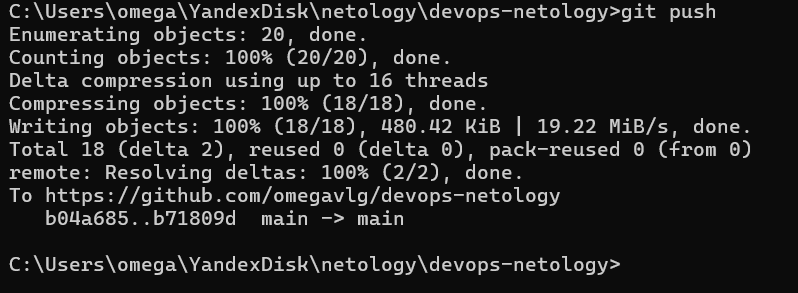 C:\Users\omega\YandexDisk\netology\devops-netology>git push
Enumerating objects: 20, done.
Counting objects: 100% (20/20), done.
Delta compression using up to 16 threads
Compressing objects: 100% (18/18), done.
Writing objects: 100% (18/18), 480.42 KiB | 19.22 MiB/s, done.
Total 18 (delta 2), reused 0 (delta 0), pack-reused 0 (from 0)
remote: Resolving deltas: 100% (2/2), done.
To https://github.com/omegavlg/devops-netology
   b04a685..b71809d  main -> main
C:\Users\omega\YandexDisk\netology\devops-netology>